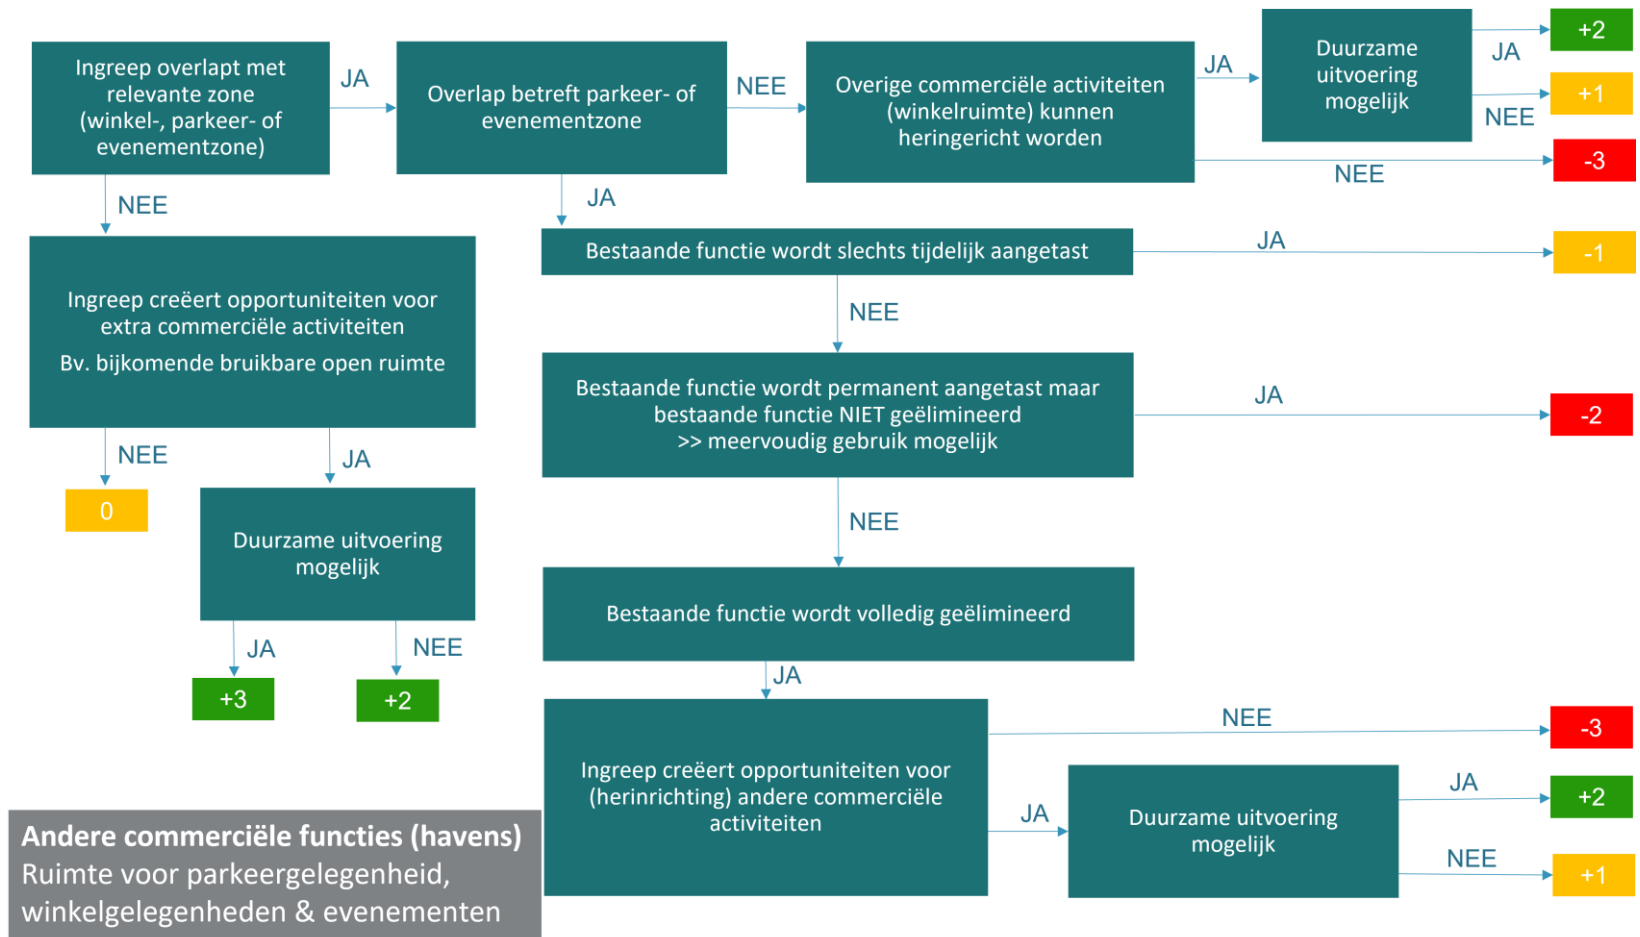 Ingreep overlapt met
relevante zone
(winkel-, parkeer- of
evenementzone)
JA
Overlap betreft parkeer- of
evenementzone
NEE
Overige commerciële activiteiten
(winkelruimte) kunnen
heringericht worden
JA
Duurzame
uitvoering
mogelijk
JA
+2
NEE
+1
NEE
-3
NEE
JA
Bestaande functie wordt slechts tijdelijk aangetast
JA
-1
Ingreep creëert opportuniteiten voor
extra commerciële activiteiten
Bv. bijkomende bruikbare open ruimte
NEE
Bestaande functie wordt permanent aangetast maar
bestaande functie NIET geëlimineerd
>> meervoudig gebruik mogelijk
JA
-2
NEE
0
JA
Duurzame uitvoering
mogelijk
NEE
JA
+3
NEE
+2
Bestaande functie wordt volledig geëlimineerd
JA
Ingreep creëert opportuniteiten voor
(herinrichting) andere commerciële
activiteiten
NEE
-3
JA
Duurzame uitvoering
mogelijk
JA
+2
NEE
+1
Andere commerciële functies (havens)
Ruimte voor parkeergelegenheid,
winkelgelegenheden & evenementen